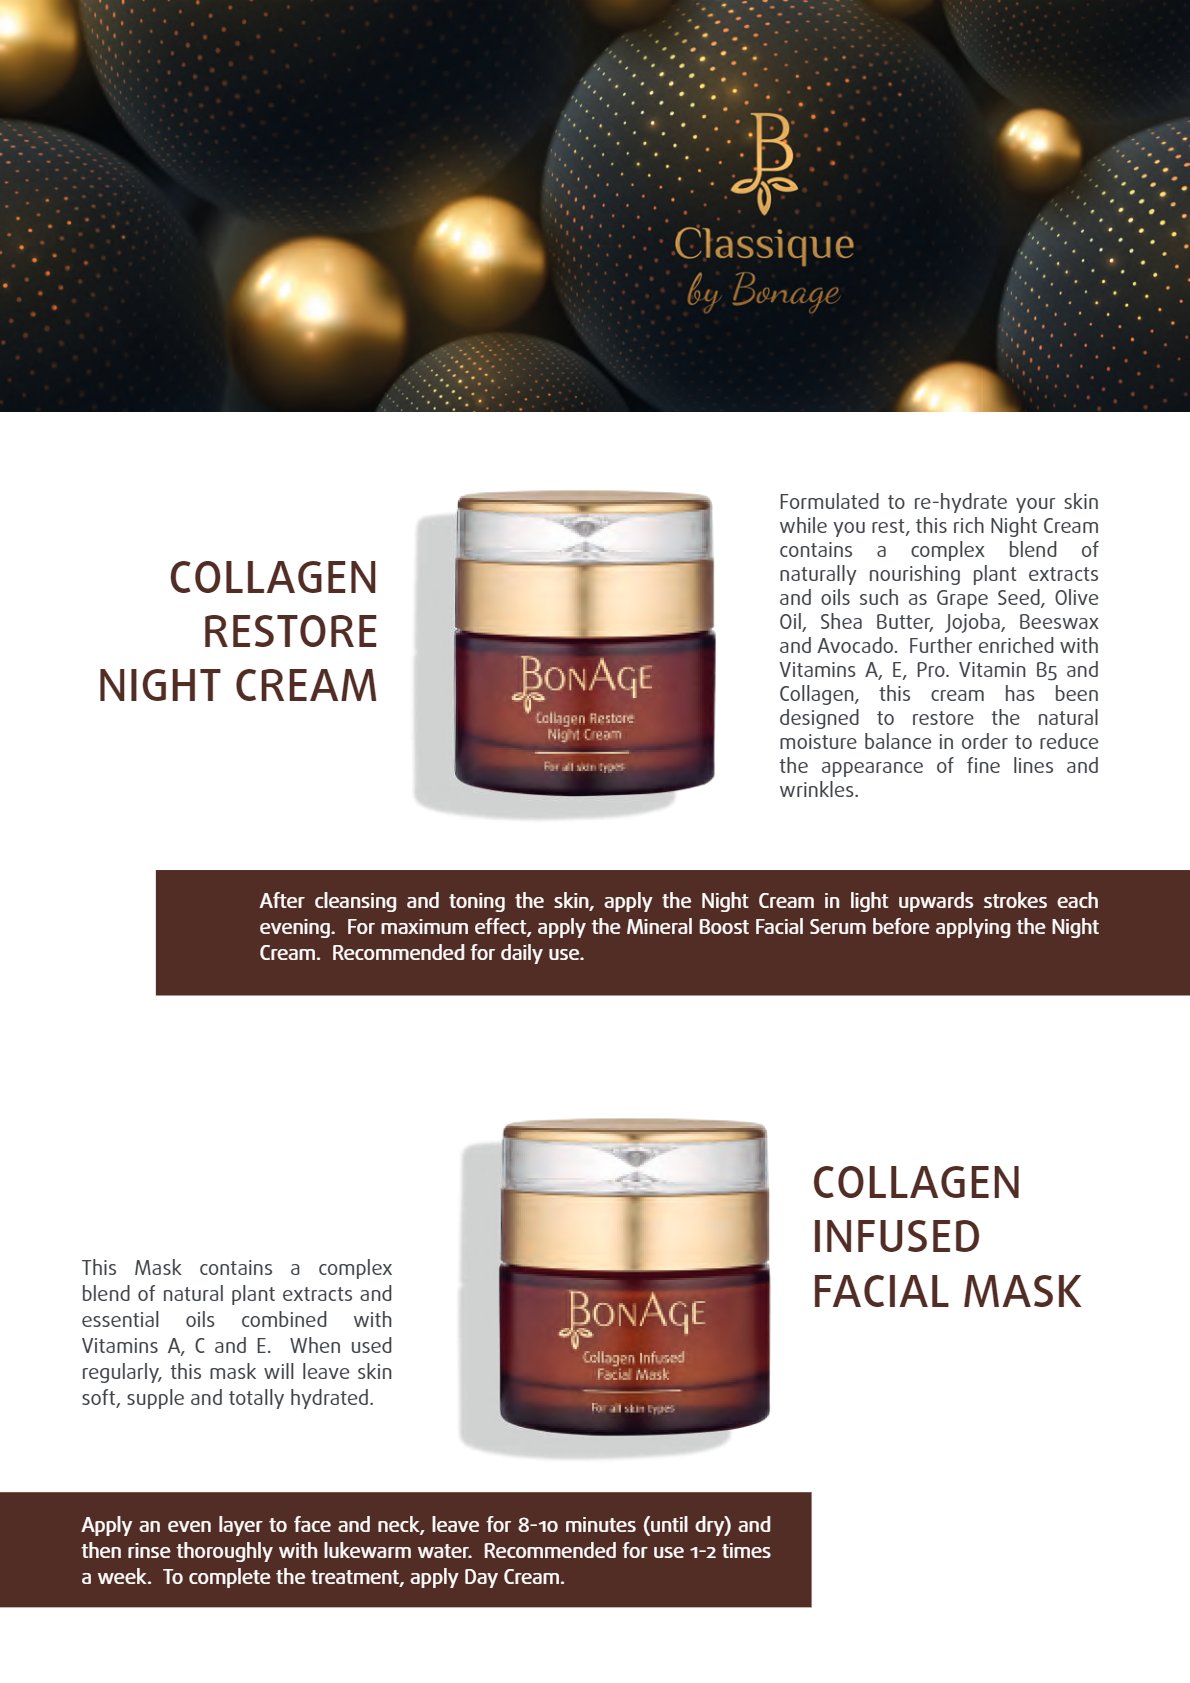 B
Classique
by Bonage
COLLAGEN
RESTORE
NIGHT CREAM
BONAGE
Collagen Restore
Night Cream
For all skin types
Formulated to re-hydrate your skin
while you rest, this rich Night Cream
contains a complex blend of
naturally nourishing plant extracts
and oils such as Grape Seed, Olive
Oil, Shea Butter, Jojoba, Beeswax
and Avocado. Further enriched with
Vitamins A, E, Pro. Vitamin B5 and
Collagen, this cream has been
designed to restore the natural
moisture balance in order to reduce
the appearance of fine lines and
wrinkles.
After cleansing and toning the skin, apply the Night Cream in light upwards strokes each
evening. For maximum effect, apply the Mineral Boost Facial Serum before applying the Night
Cream. Recommended for daily use.
COLLAGEN
INFUSED
FACIAL MASK
BONAGE
Collagen Infused
Facial Mask
For all skin types
This Mask contains a complex
blend of natural plant extracts and
essential oils combined with
Vitamins A, C and E. When used
regularly, this mask will leave skin
soft, supple and totally hydrated.
Apply an even layer to face and neck, leave for 8-10 minutes (until dry) and
then rinse thoroughly with lukewarm water. Recommended for use 1-2 times
a week. To complete the treatment, apply Day Cream.